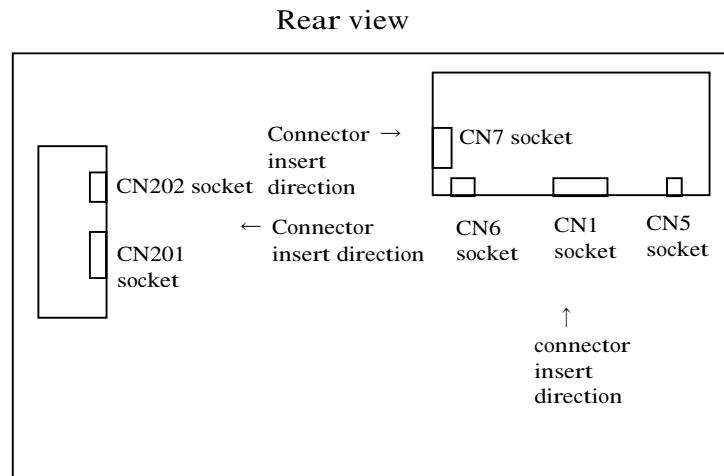 Rear view
Connector →
insert
direction
CN7 socket
CN202 socket
← Connector
insert direction
CN201
socket
CN6
socket
CN1
socket
CN5
socket
↑
connector
insert
direction